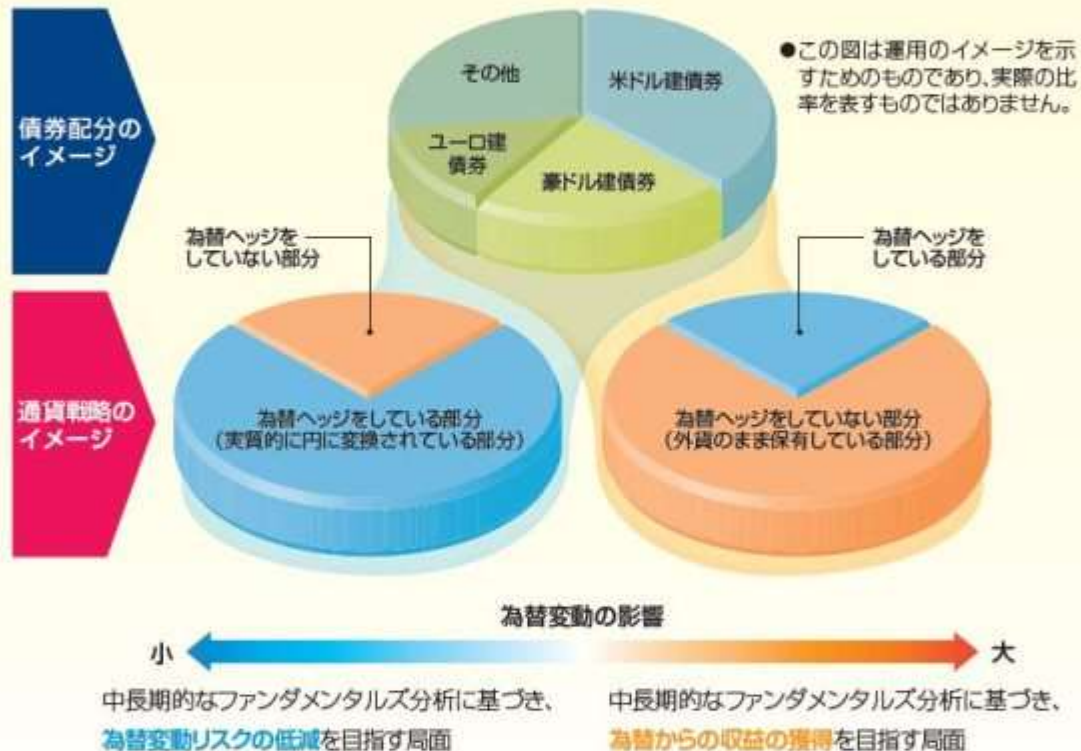 債券配分の
イメージ
その他
米ドル建債券
ユーロ建
債券
豪ドル建債券
●この図は運用のイメージを示
すためのものであり、実際の比
率を表すものではありません。
為替ヘッジを
していない部分
為替ヘッジを
している部分
通貨戦略の
イメージ
為替ヘッジをしている部分
(実質的に円に変換されている部分)
為替ヘッジをしていない部分
(外貨のまま保有している部分)
為替変動の影響
小
大
中長期的なファンダメンタルズ分析に基づき、
為替変動リスクの低減を目指す局面
中長期的なファンダメンタルズ分析に基づき、
為替からの収益の獲得を目指す局面